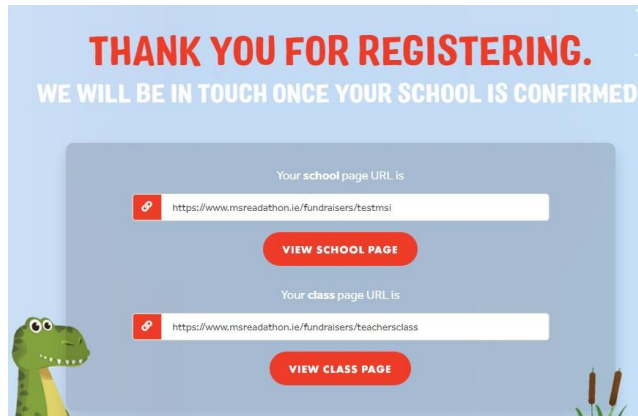 THANK YOU FOR REGISTERING.
WE WILL BE IN TOUCH ONCE YOUR SCHOOL IS CONFIRMED
Your school page URL is
https://www.msreadathon.ie/fundraisers/testmsi
VIEW SCHOOL PAGE
Your class page URL is
https://www.msreadathon.ie/fundraisers/teachersclass
VIEW CLASS PAGE